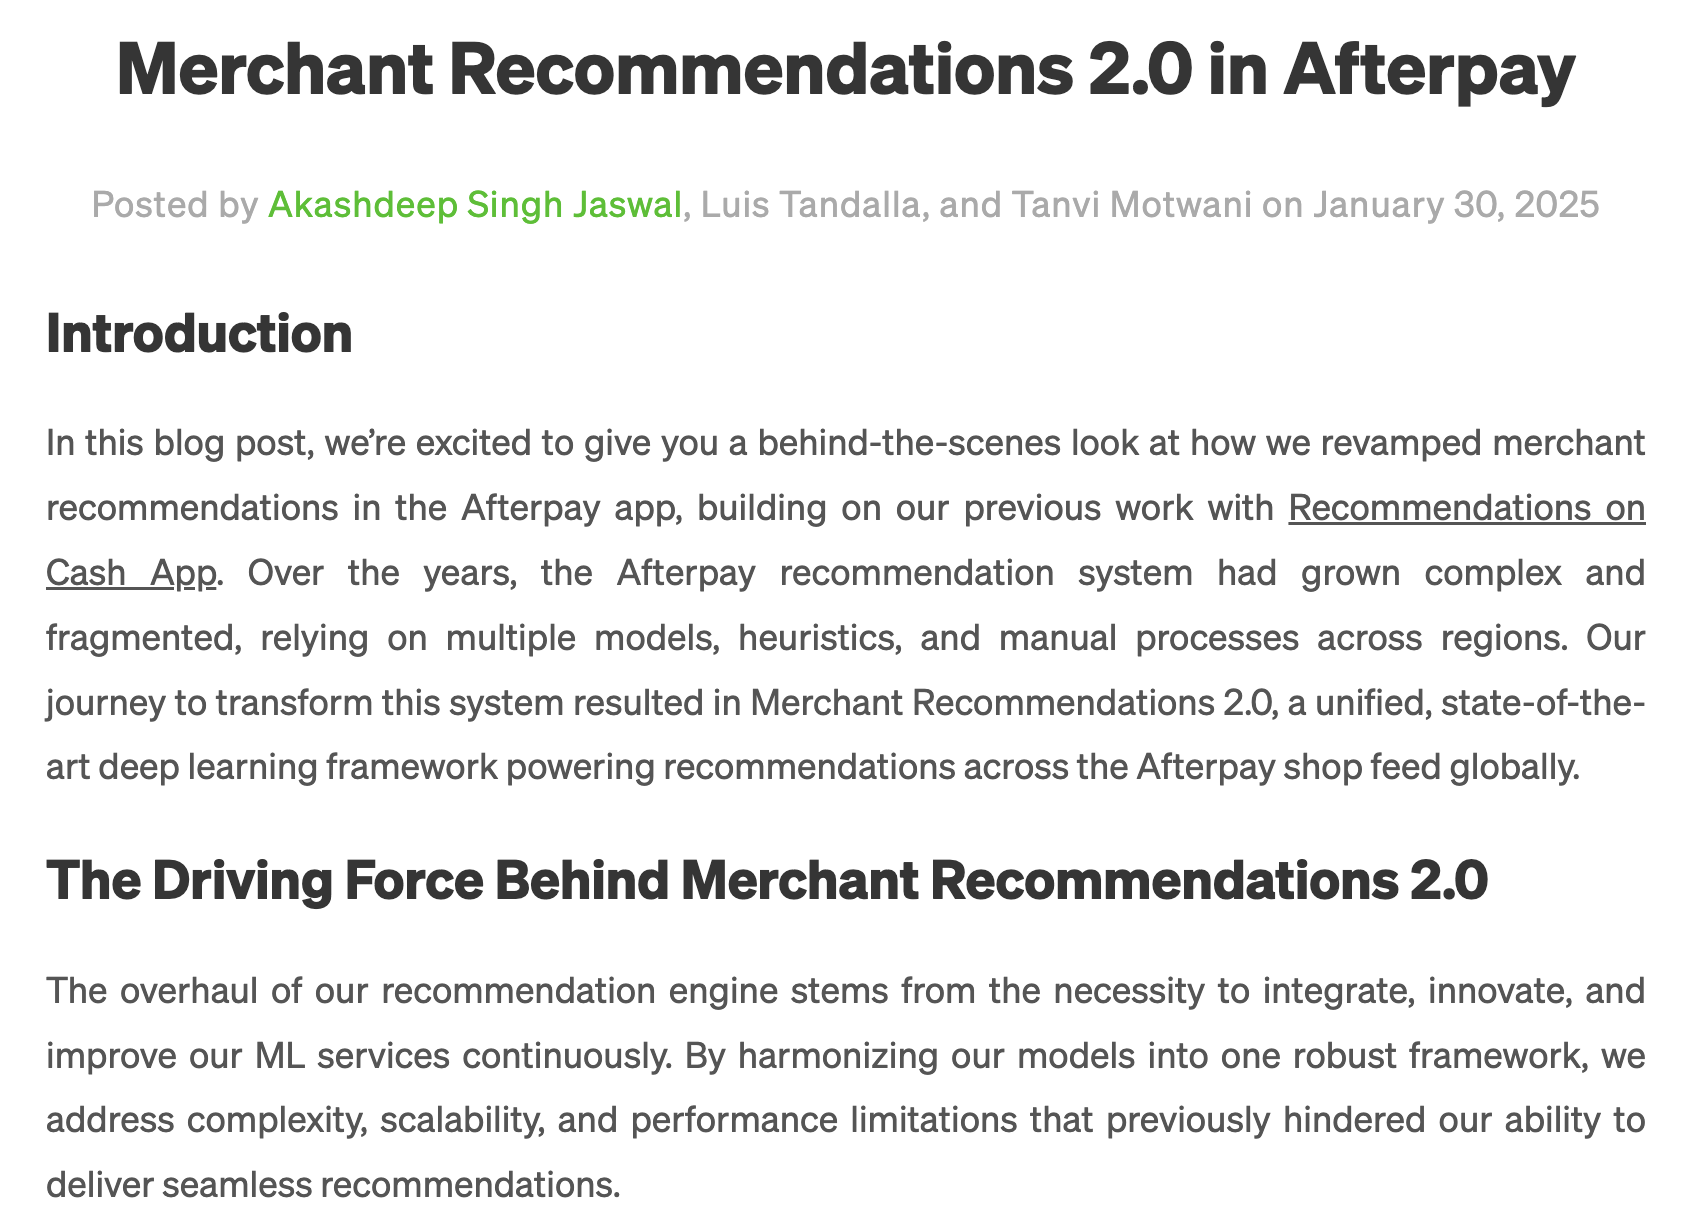 Merchant Recommendations 2.0 in Afterpay
Posted by Akashdeep Singh Jaswal, Luis Tandalla, and Tanvi Motwani on January 30, 2025
Introduction
In this blog post, we’re excited to give you a behind-the-scenes look at how we revamped merchant
recommendations in the Afterpay app, building on our previous work with Recommendations on
Cash App. Over the years, the Afterpay recommendation system had grown complex and
fragmented, relying on multiple models, heuristics, and manual processes across regions. Our
journey to transform this system resulted in Merchant Recommendations 2.0, a unified, state-of-the-
art deep learning framework powering recommendations across the Afterpay shop feed globally.
The Driving Force Behind Merchant Recommendations 2.0
The overhaul of our recommendation engine stems from the necessity to integrate, innovate, and
improve our ML services continuously. By harmonizing our models into one robust framework, we
address complexity, scalability, and performance limitations that previously hindered our ability to
deliver seamless recommendations.